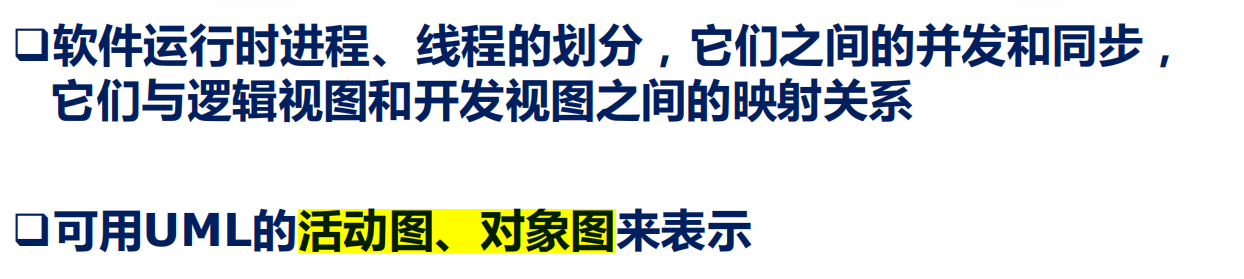 ❑软件运行时进程、线程的划分，它们之间的并发和同步，
它们与逻辑视图和开发视图之间的映射关系
❑可用UML的活动图、对象图来表示